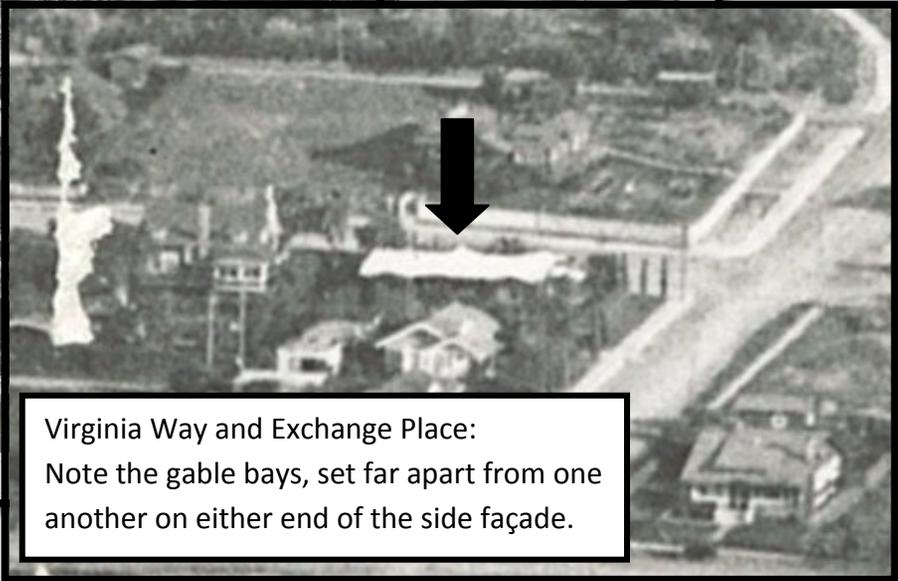 Virginia Way and Exchange Place:
Note the gable bays, set far apart from one
another on either end of the side façade.